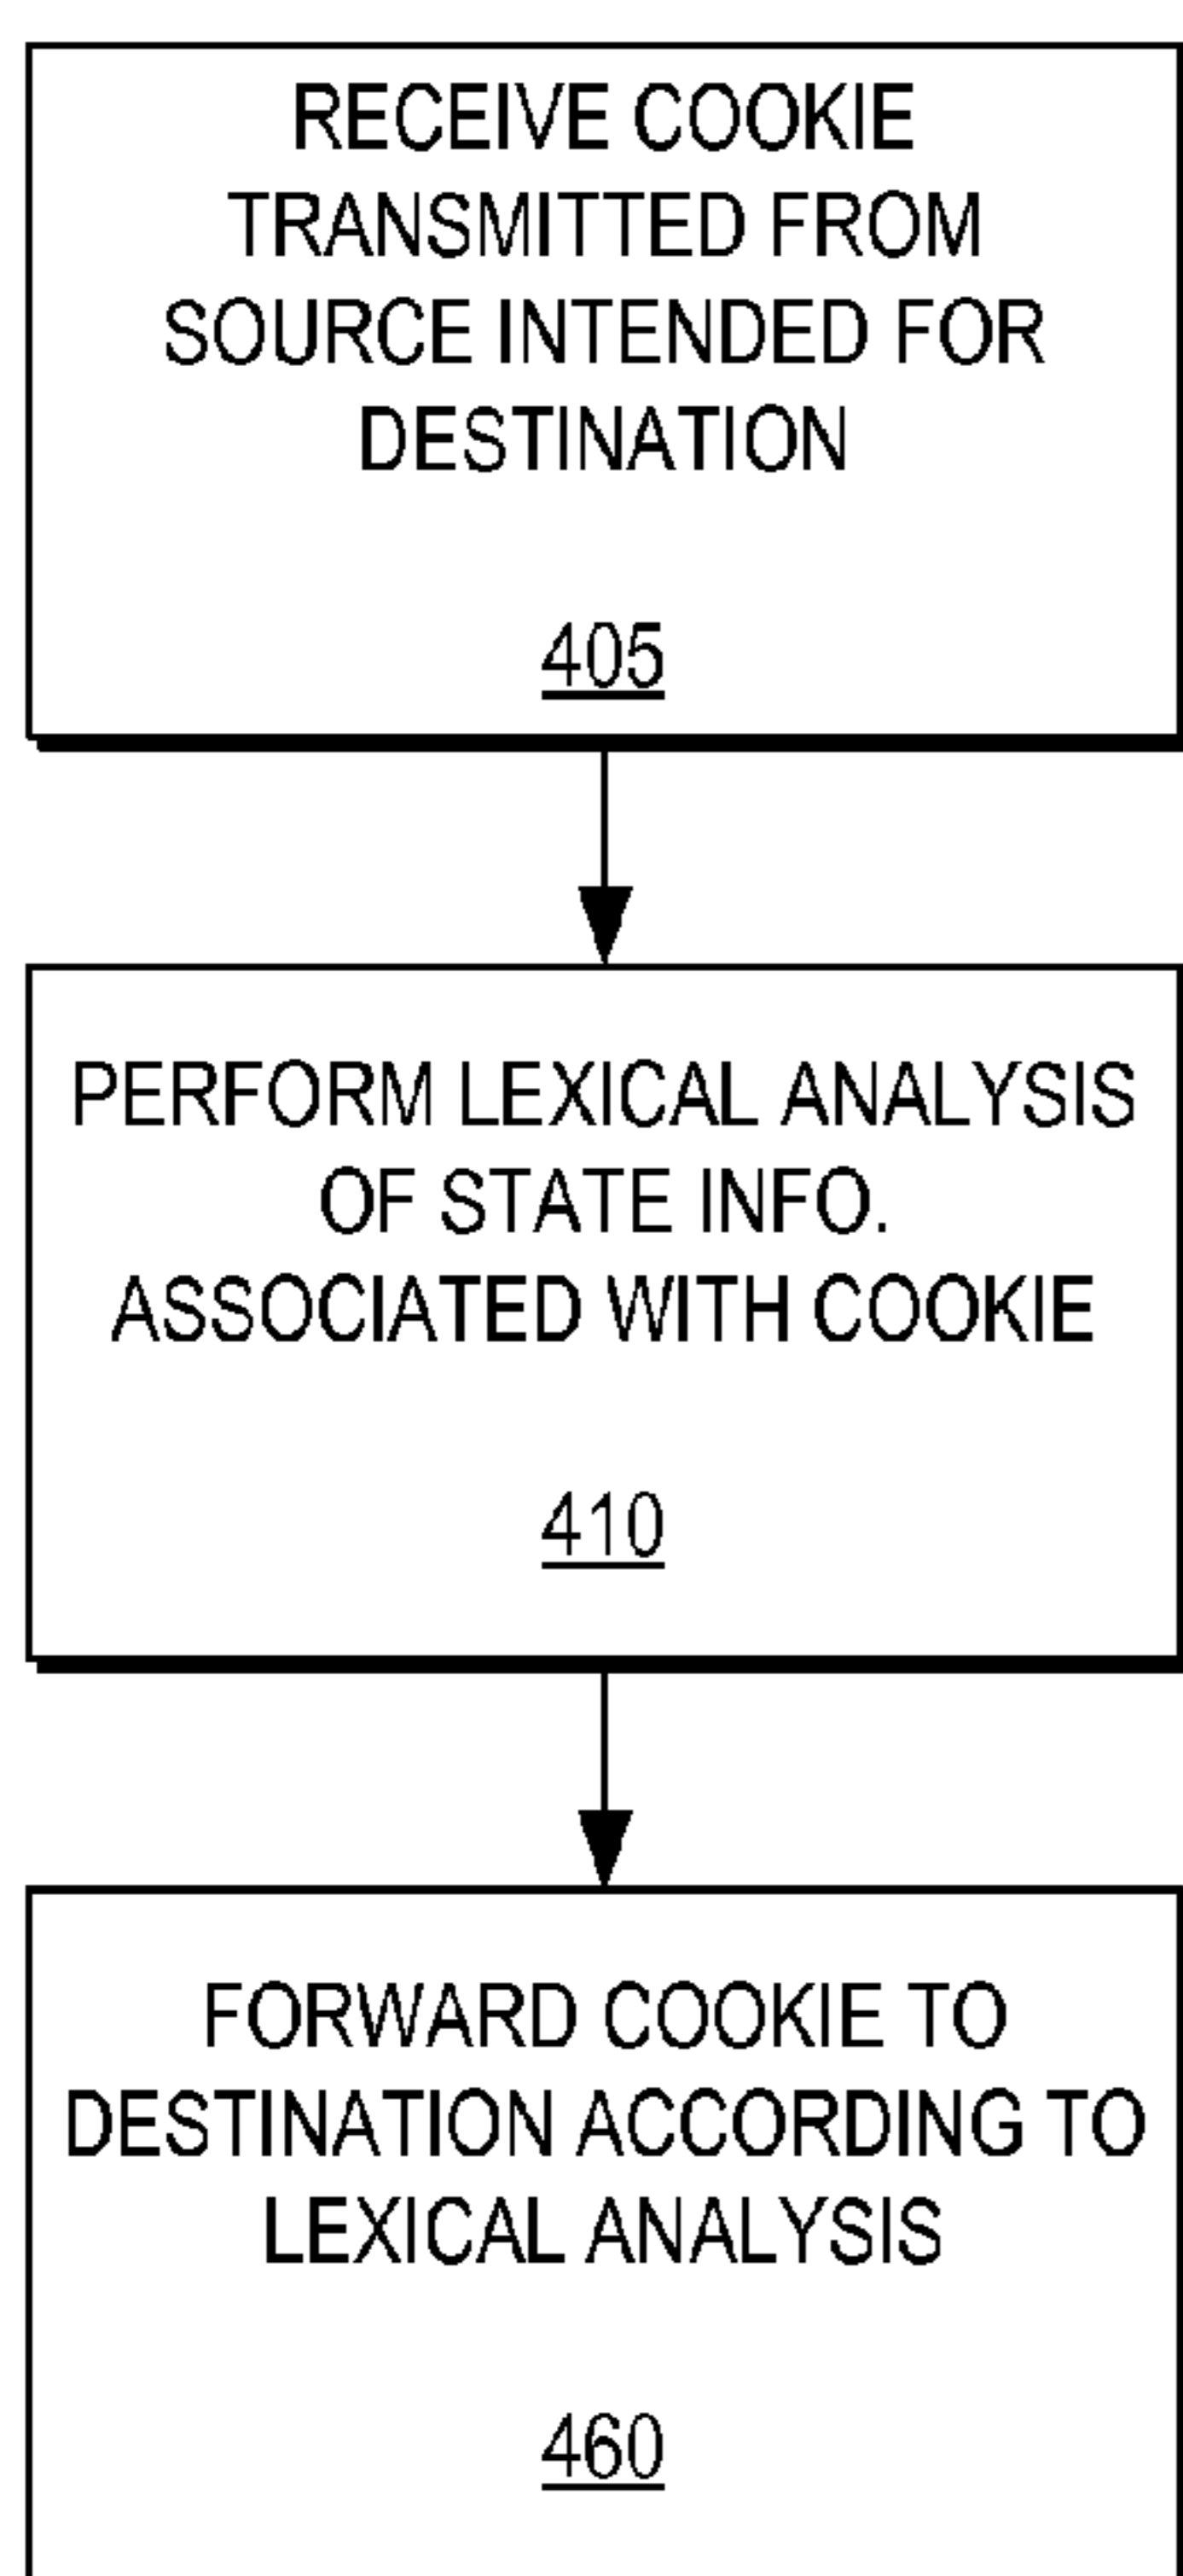 RECEIVE COOKIE
TRANSMITTED FROM
SOURCE INTENDED FOR
DESTINATION
405
PERFORM LEXICAL ANALYSIS
OF STATE INFO.
ASSOCIATED WITH COOKIE
410
FORWARD COOKIE TO
DESTINATION ACCORDING TO
LEXICAL ANALYSIS
460